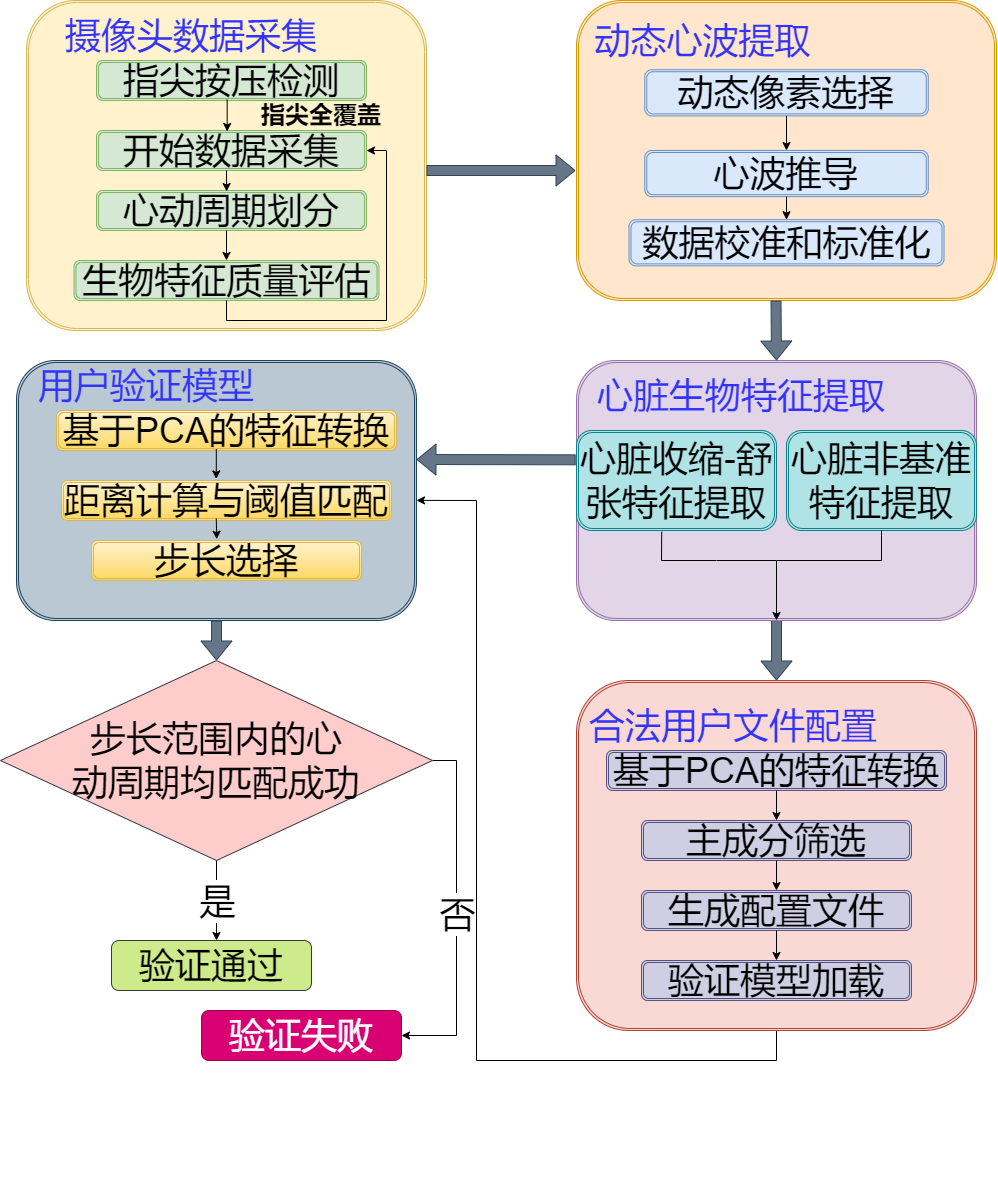 摄像头数据采集
指尖按压检测
指尖全覆盖
开始数据采集
心动周期划分
生物特征质量评估
动态心波提取
动态像素选择
心波推导
数据校准和标准化
心脏生物特征提取
心脏收缩-舒
张特征提取
心脏非基准
特征提取
用户验证模型
基于PCA的特征转换
距离计算与阈值匹配
步长选择
步长范围内的心
动周期均匹配成功
是
否
验证通过
验证失败
合法用户文件配置
基于PCA的特征转换
主成分筛选
生成配置文件
验证模型加载